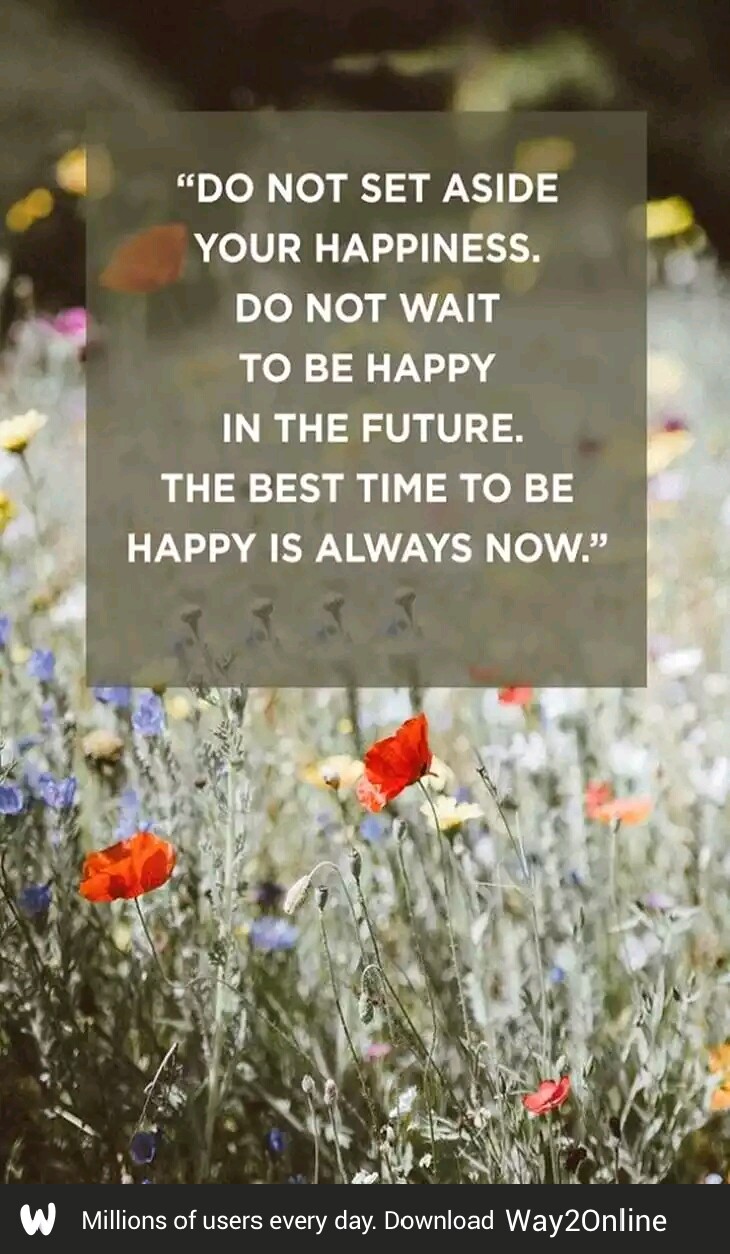 “DO NOT SET ASIDE
YOUR HAPPINESS.
DO NOT WAIT
TO BE HAPPY
IN THE FUTURE.
THE BEST TIME TO BE
HAPPY IS ALWAYS NOW.”
Millions of users every day. Download Way2Online